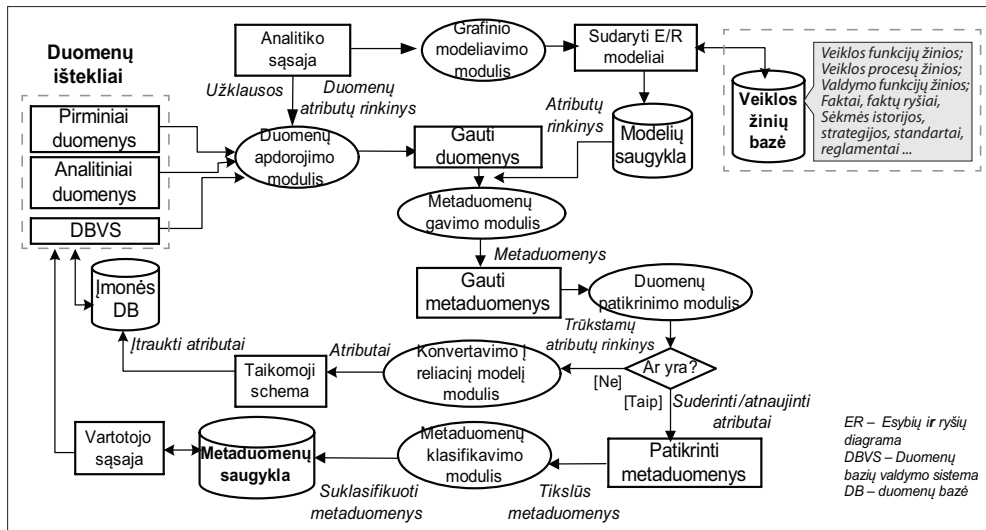 Duomenų
ištekliai
Pirminiai
duomenys
Analitiniai
duomenys
DBVS
Analitiko
sąsaja
Grafinio
modeliavimo
modulis
Sudaryti E/R
modeliai
Veiklos
žinių
bazė
Veiklos funkcijų žinios;
Veiklos procesų žinios;
Valdymo funkcijų žinios;
Faktai, faktų ryšiai,
Sėkmės istorijos,
strategijos, standartai,
reglamentai ...
Užklausos
Duomenų
atributų rinkinys
Duomenų
apdorojimo
modulis
Gauti
duomenys
Atributų
rinkinys
Modelių
saugykla
Metaduomenų
gavimo modulis
Metaduomenys
Gauti
metaduomenys
Duomenų
patikrinimo modulis
Trūkstamų
atributų rinkinys
Ar yra?
[Ne]
[Taip]
Suderinti/atnaujinti
atributai
Įmonės
DB
Įtraukti atributai
Taikomoji
schema
Atributai
Konvertavimo į
reliacinį modelį
modulis
Vartotojo
sąsaja
Metaduomenų
saugykla
Suklasifikuoti
metaduomenys
Metaduomenų
klasifikavimo
modulis
Tikslūs
metaduomenys
Patikrinti
metaduomenys
ER – Esybių ir ryšių
diagrama
DBVS – Duomenų
bazių valdymo sistema
DB – duomenų bazė